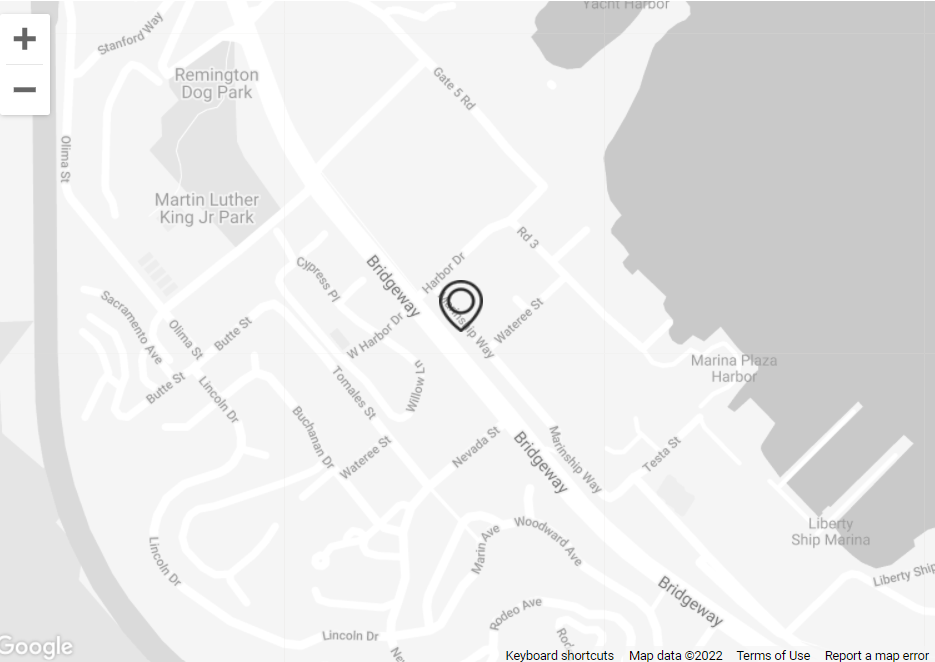 +
Yacht Harbor
Stanford Way
−
Remington
Dog Park
Gate 5 Rd
Olima St
Martin Luther
King Jr Park
Rd 3
Harbor Dr
Bridgeway
Cypress Pl
Sacramento Ave
Marinship Way
Wateree St
Olima St
Butte St
W Harbor Dr
Marina Plaza
Harbor
Butte St
Lincoln Dr
Tomales St
Willow Ln
Buchanan Dr
Wateree St
Nevada St
Bridgeway
Marinship Way
Testa St
Liberty
Ship Marina
Lincoln Dr
Marin Ave
Woodward Ave
Liberty Ship
Bridgeway
Rodeo Ave
Lincoln Dr
Google
Keyboard shortcuts
Map data ©2022
Terms of Use
Report a map error